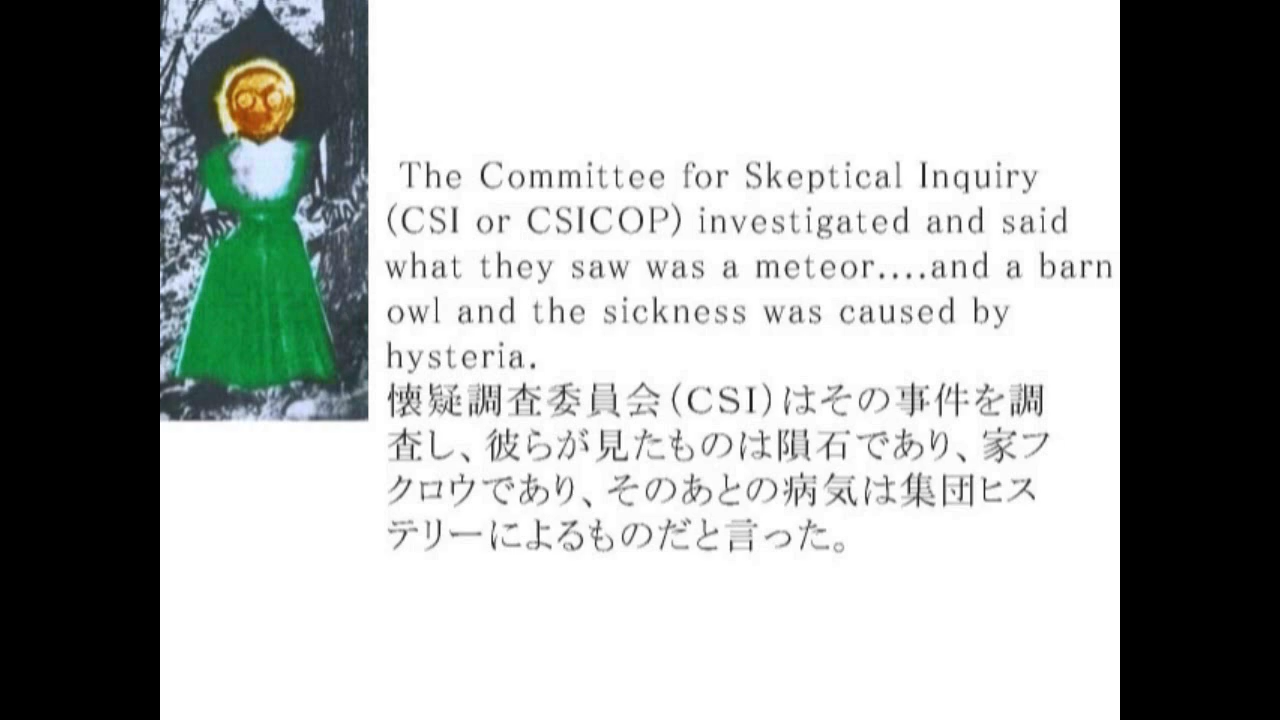 The Committee for Skeptical Inquiry
(CSI or CSICOP) investigated and said
what they saw was a meteor....and a barn
owl and the sickness was caused by
hysteria.
懐疑調査委員会(CSI)はその事件を調
査し、彼らが見たものは隕石であり、家フ
クロウであり、そのあとの病気は集団ヒス
テリーによるものだと言った。